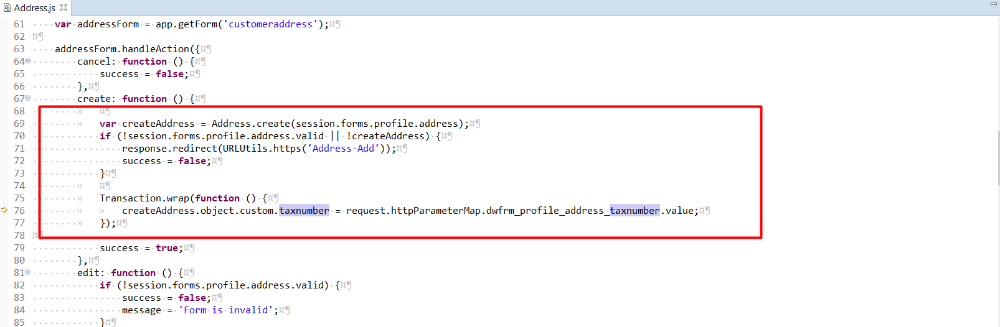 Address.js
61     var addressForm = app.getForm('customeraddress');¤¶
62 ¤¶
63     addressForm.handleAction({¤¶
64         cancel: function () {¤¶
65             success = false;¤¶
66         },¤¶
67         create: function () {¤¶
68         »   ¤¶
69         »   var createAddress = Address.create(session.forms.profile.address);¤¶
70             if (!session.forms.profile.address.valid || !createAddress) {¤¶
71                 response.redirect(URLUtils.https('Address-Add'));¤¶
72                 success = false;¤¶
73             }¤¶
74         »   ¤¶
75         »   Transaction.wrap(function () {¤¶
76         »   »   createAddress.object.custom.taxnumber = request.httpParameterMap.dwfrm_profile_address_taxnumber.value;¤¶
77         »   });¤¶
78 ¤¶
79             success = true;¤¶
80         },¤¶
81         edit: function () {¤¶
82             if (!session.forms.profile.address.valid) {¤¶
83                 success = false;¤¶
84                 message = 'Form is invalid';¤¶
85             }¤¶